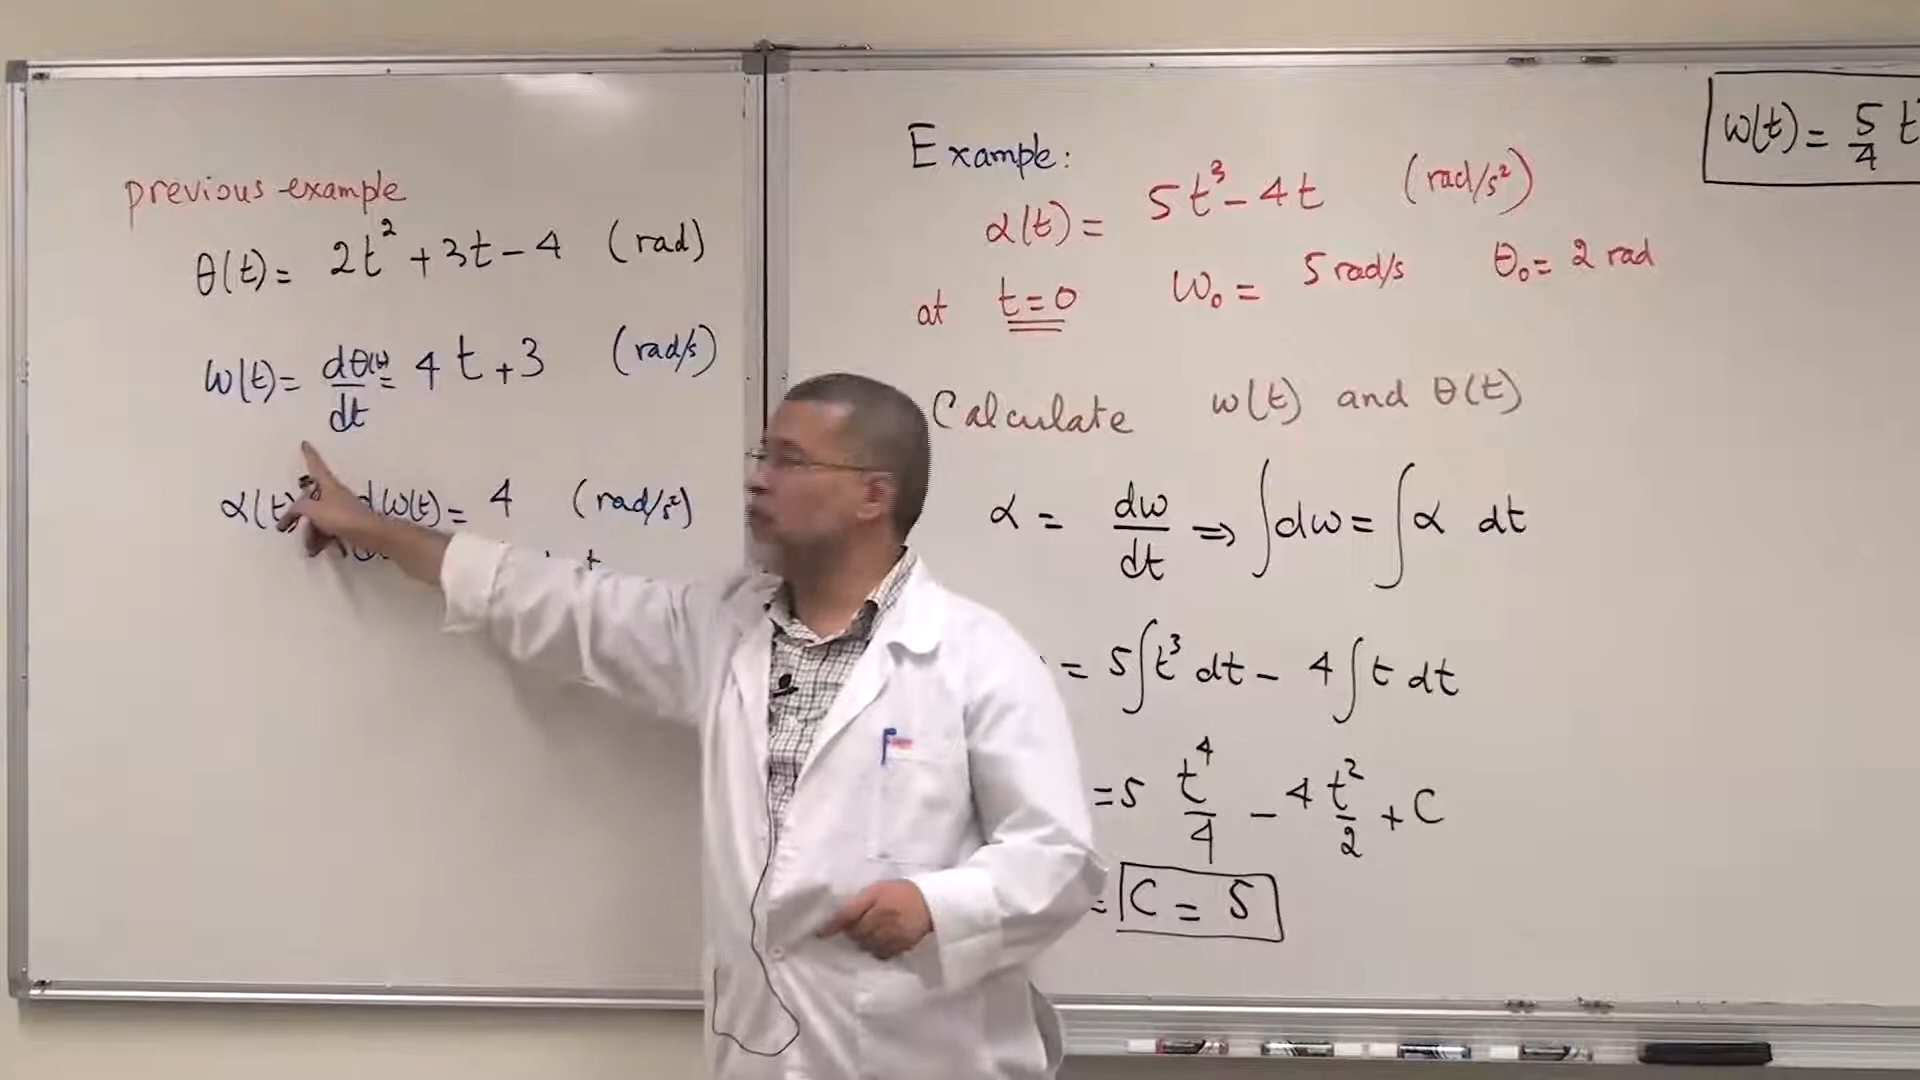 previous example
θ(t) = 2t² + 3t - 4 (rad)
ω(t) = dθ(t)/dt = 4t + 3 (rad/s)
α(t) dω(t) = 4 (rad/s²)
Example:
α(t) = 5t³ - 4t (rad/s²)
at t = 0 ω₀ = 5 rad/s θ₀ = 2 rad
Calculate ω(t) and θ(t)
α = dω/dt ⇒ ∫dω = ∫α dt
= 5∫t³ dt - 4∫t dt
= 5 t⁴/4 - 4 t²/2 + C
= C = 5
ω(t) = 5/4 t